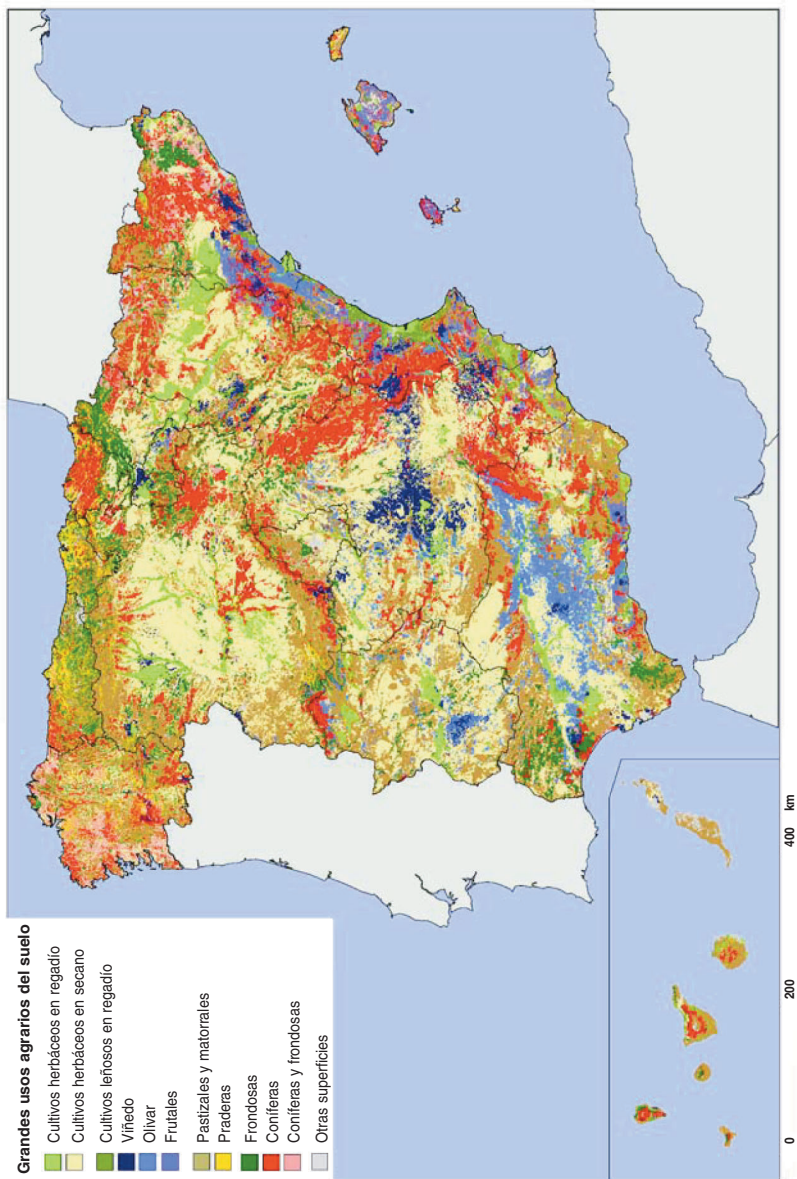 Grandes usos agrarios del suelo
Cultivos herbáceos en regadío
Cultivos herbáceos en secano
Cultivos leñosos en regadío
Viñedo
Olivar
Frutales
Pastizales y matorrales
Praderas
Frondosas
Coníferas
Coníferas y frondosas
Otras superficies
0 200 400 km